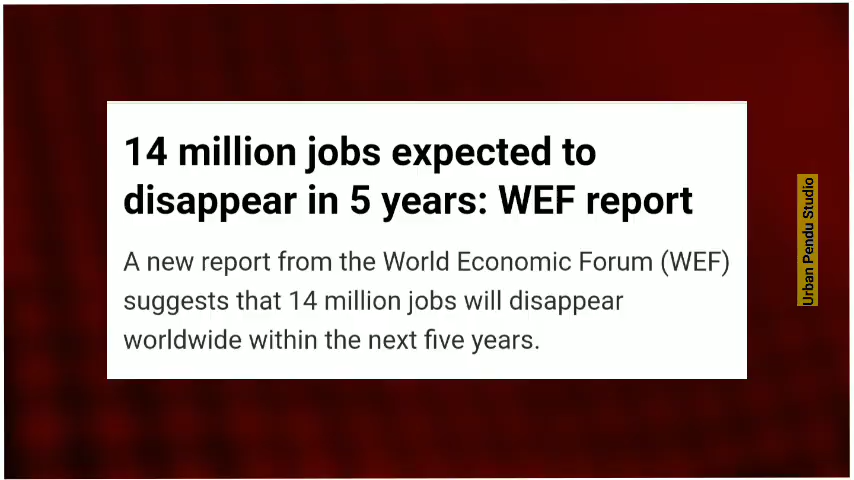 14 million jobs expected to
disappear in 5 years: WEF report
A new report from the World Economic Forum (WEF)
suggests that 14 million jobs will disappear
worldwide within the next five years.
Urban Pendu Studio